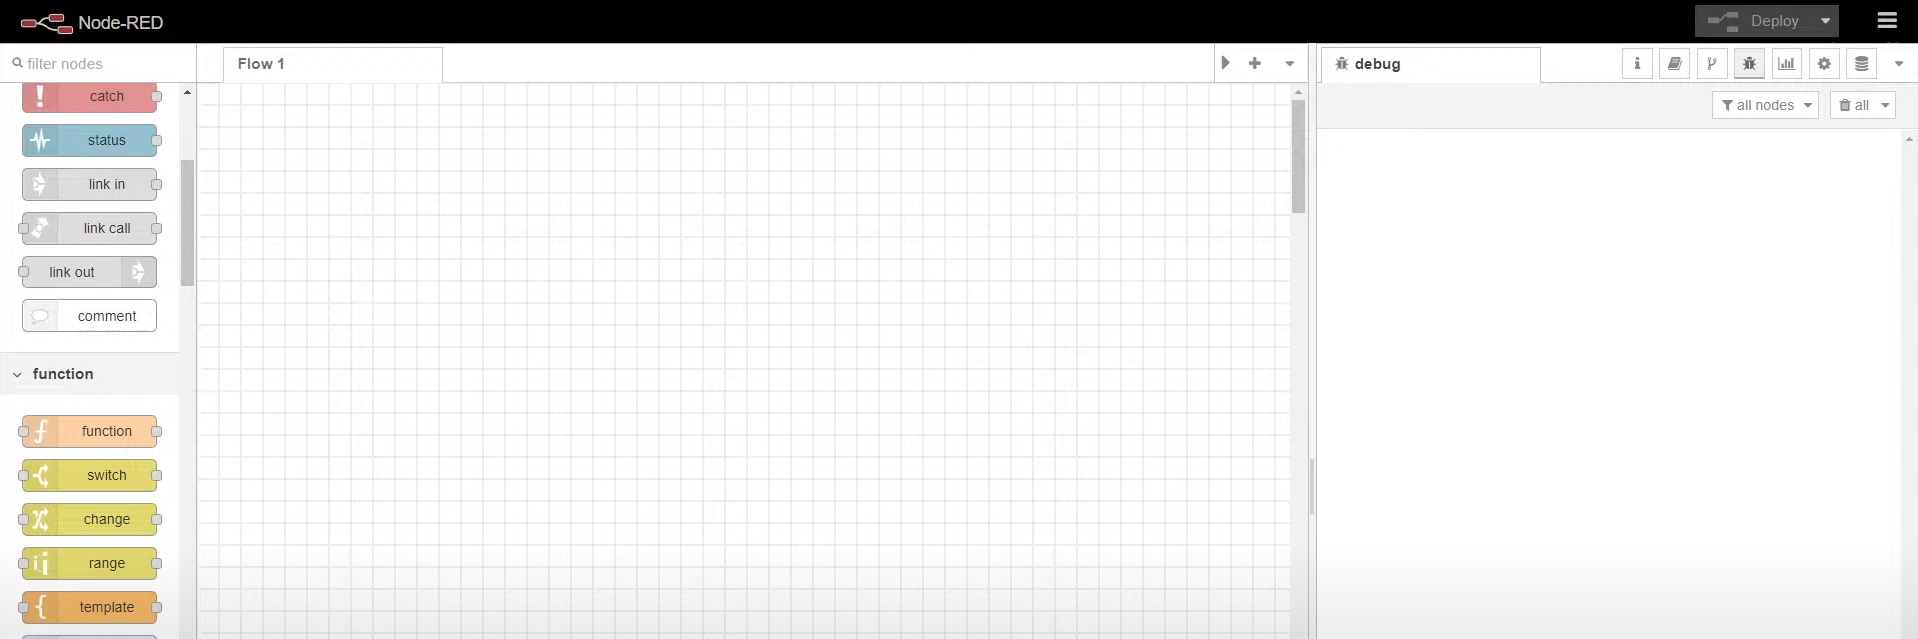 Node-RED
Deploy
filter nodes
Flow 1
debug
i
all nodes
all
catch
status
link in
link call
link out
comment
function
function
switch
change
range
template